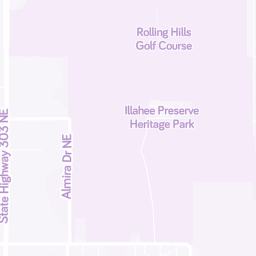 Rolling Hills
Golf Course
Illahee Preserve
Heritage Park
State Highway 303 NE
Almira Dr NE